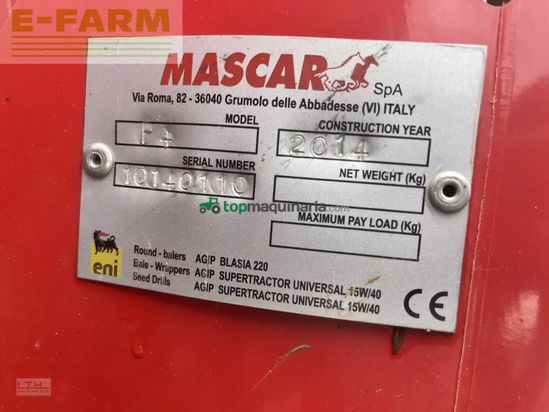 E-FARM
MASCAR SpA
Via Roma, 82 - 36040 Grumolo delle Abbadesse (VI) ITALY
MODEL
CONSTRUCTION YEAR
F+
2014
SERIAL NUMBER
NET WEIGHT (Kg)
10140110
topmaquinaria.com
MAXIMUM PAY LOAD (Kg)
eni
Round - balers AGIP BLASIA 220
Bale - Wrappers AGIP SUPERTRACTOR UNIVERSAL 15W/40
Seed Drills AGIP SUPERTRACTOR UNIVERSAL 15W/40
CE
L.T.H.